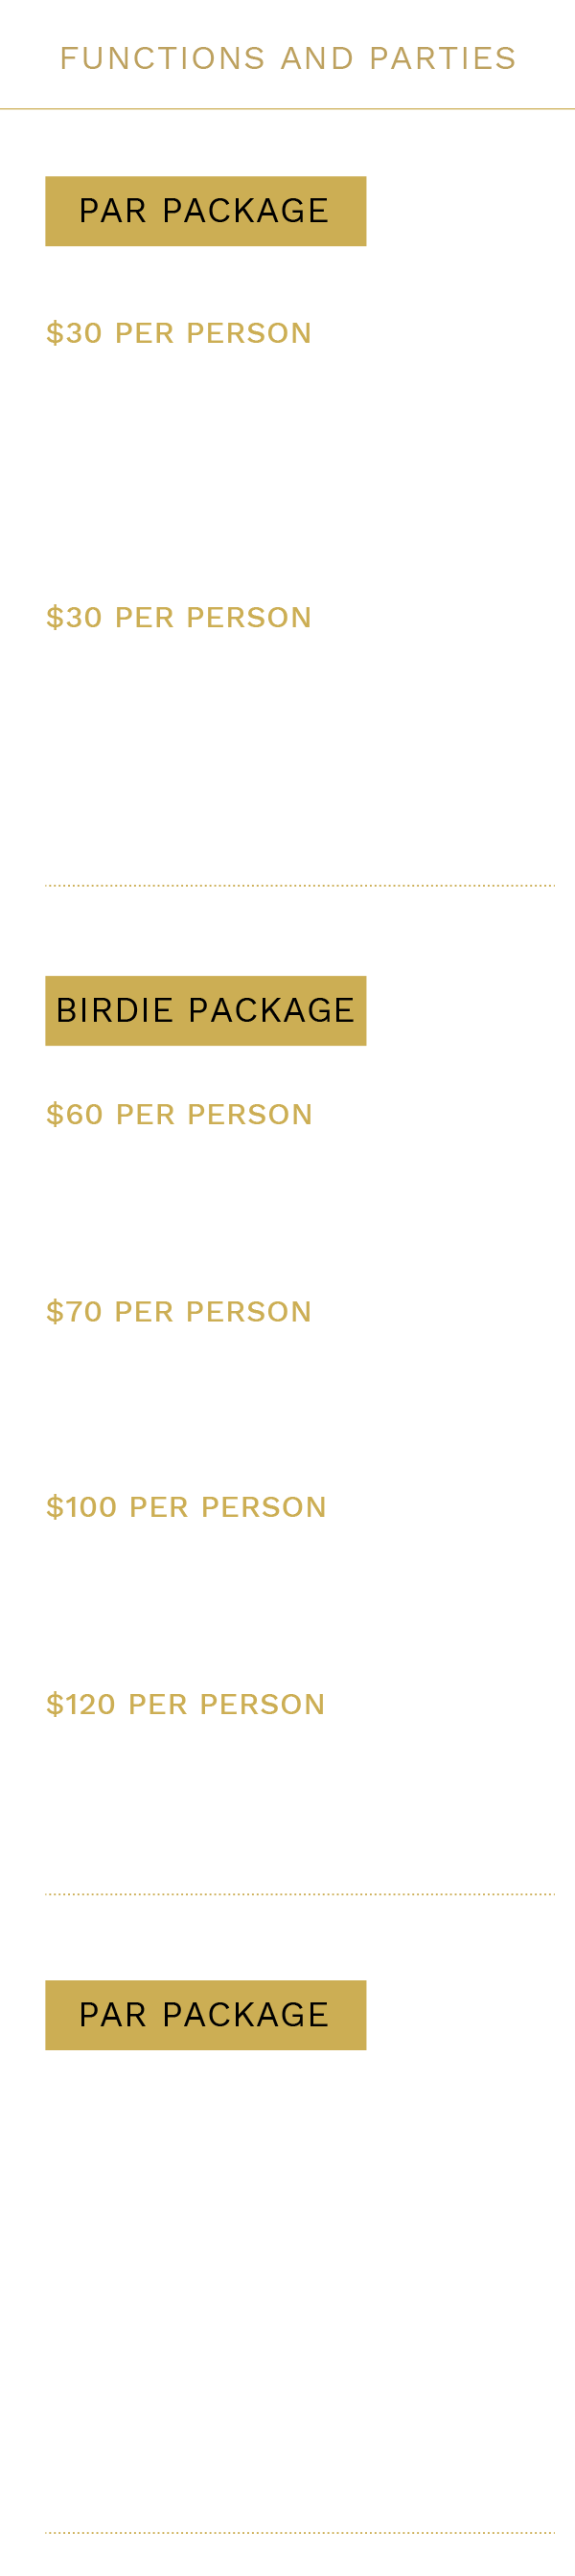 FUNCTIONS AND PARTIES
PAR PACKAGE
$30 PER PERSON
$30 PER PERSON
BIRDIE PACKAGE
$60 PER PERSON
$70 PER PERSON
$100 PER PERSON
$120 PER PERSON
PAR PACKAGE